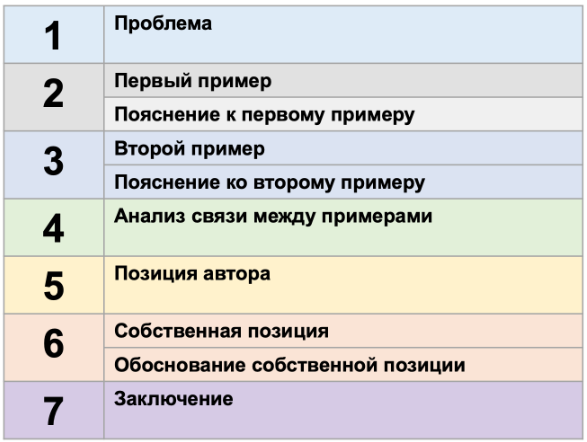 1
Проблема
2
Первый пример
Пояснение к первому примеру
3
Второй пример
Пояснение ко второму примеру
4
Анализ связи между примерами
5
Позиция автора
6
Собственная позиция
Обоснование собственной позиции
7
Заключение